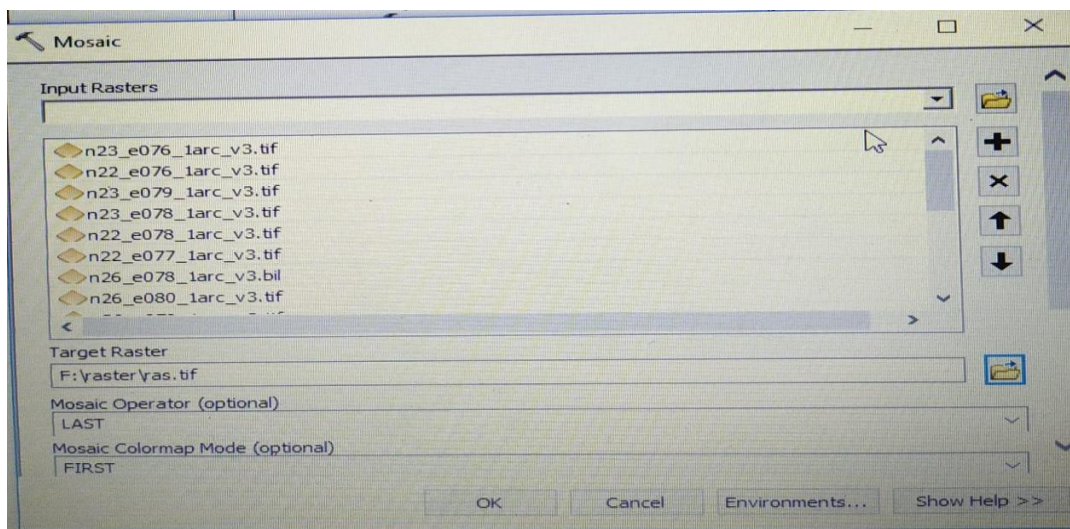 Mosaic
Input Rasters
n23_e076_1arc_v3.tif
n22_e076_1arc_v3.tif
n23_e079_1arc_v3.tif
n23_e078_1arc_v3.tif
n22_e078_1arc_v3.tif
n22_e077_1arc_v3.tif
n26_e078_1arc_v3.bil
n26_e080_1arc_v3.tif
Target Raster
F:\raster\ras.tif
Mosaic Operator (optional)
LAST
Mosaic Colormap Mode (optional)
FIRST
OK Cancel Environments... Show Help >>